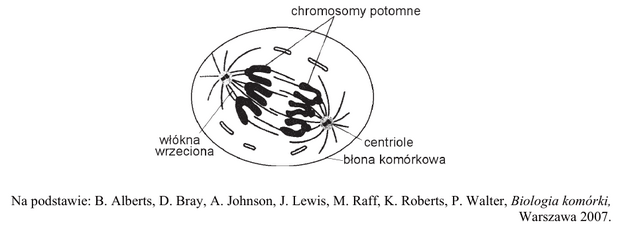 chromosomy potomne
włókna
wrzeciona
centriole
błona komórkowa
Na podstawie: B. Alberts, D. Bray, A. Johnson, J. Lewis, M. Raff, K. Roberts, P. Walter, Biologia komórki,
Warszawa 2007.